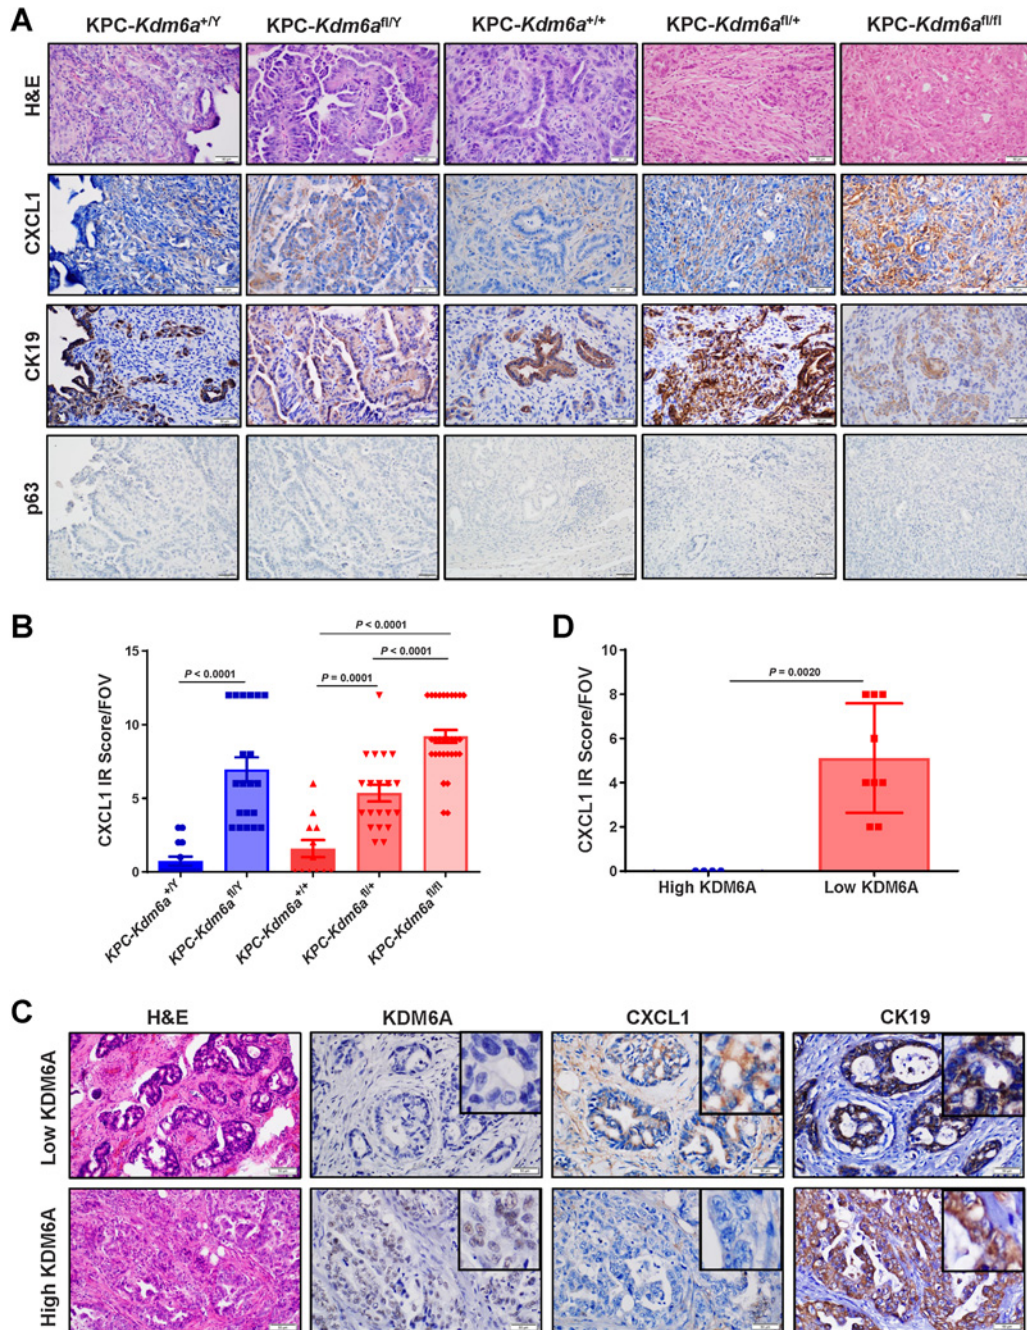 A
KPC-Kdm6a+/Y KPC-Kdm6afl/Y KPC-Kdm6a+/+ KPC-Kdm6afl/+ KPC-Kdm6afl/fl
H&E
CXCL1
CK19
p63
B
CXCL1 IR Score/FOV
15
10
5
0
P < 0.0001
P < 0.0001
P = 0.0001
P < 0.0001
KPC-Kdm6a+/Y
KPC-Kdm6afl/Y
KPC-Kdm6a+/+
KPC-Kdm6afl/+
KPC-Kdm6afl/fl
D
CXCL1 IR Score/FOV
10
8
6
4
2
0
P = 0.0020
High KDM6A Low KDM6A
C
H&E KDM6A CXCL1 CK19
Low KDM6A
High KDM6A